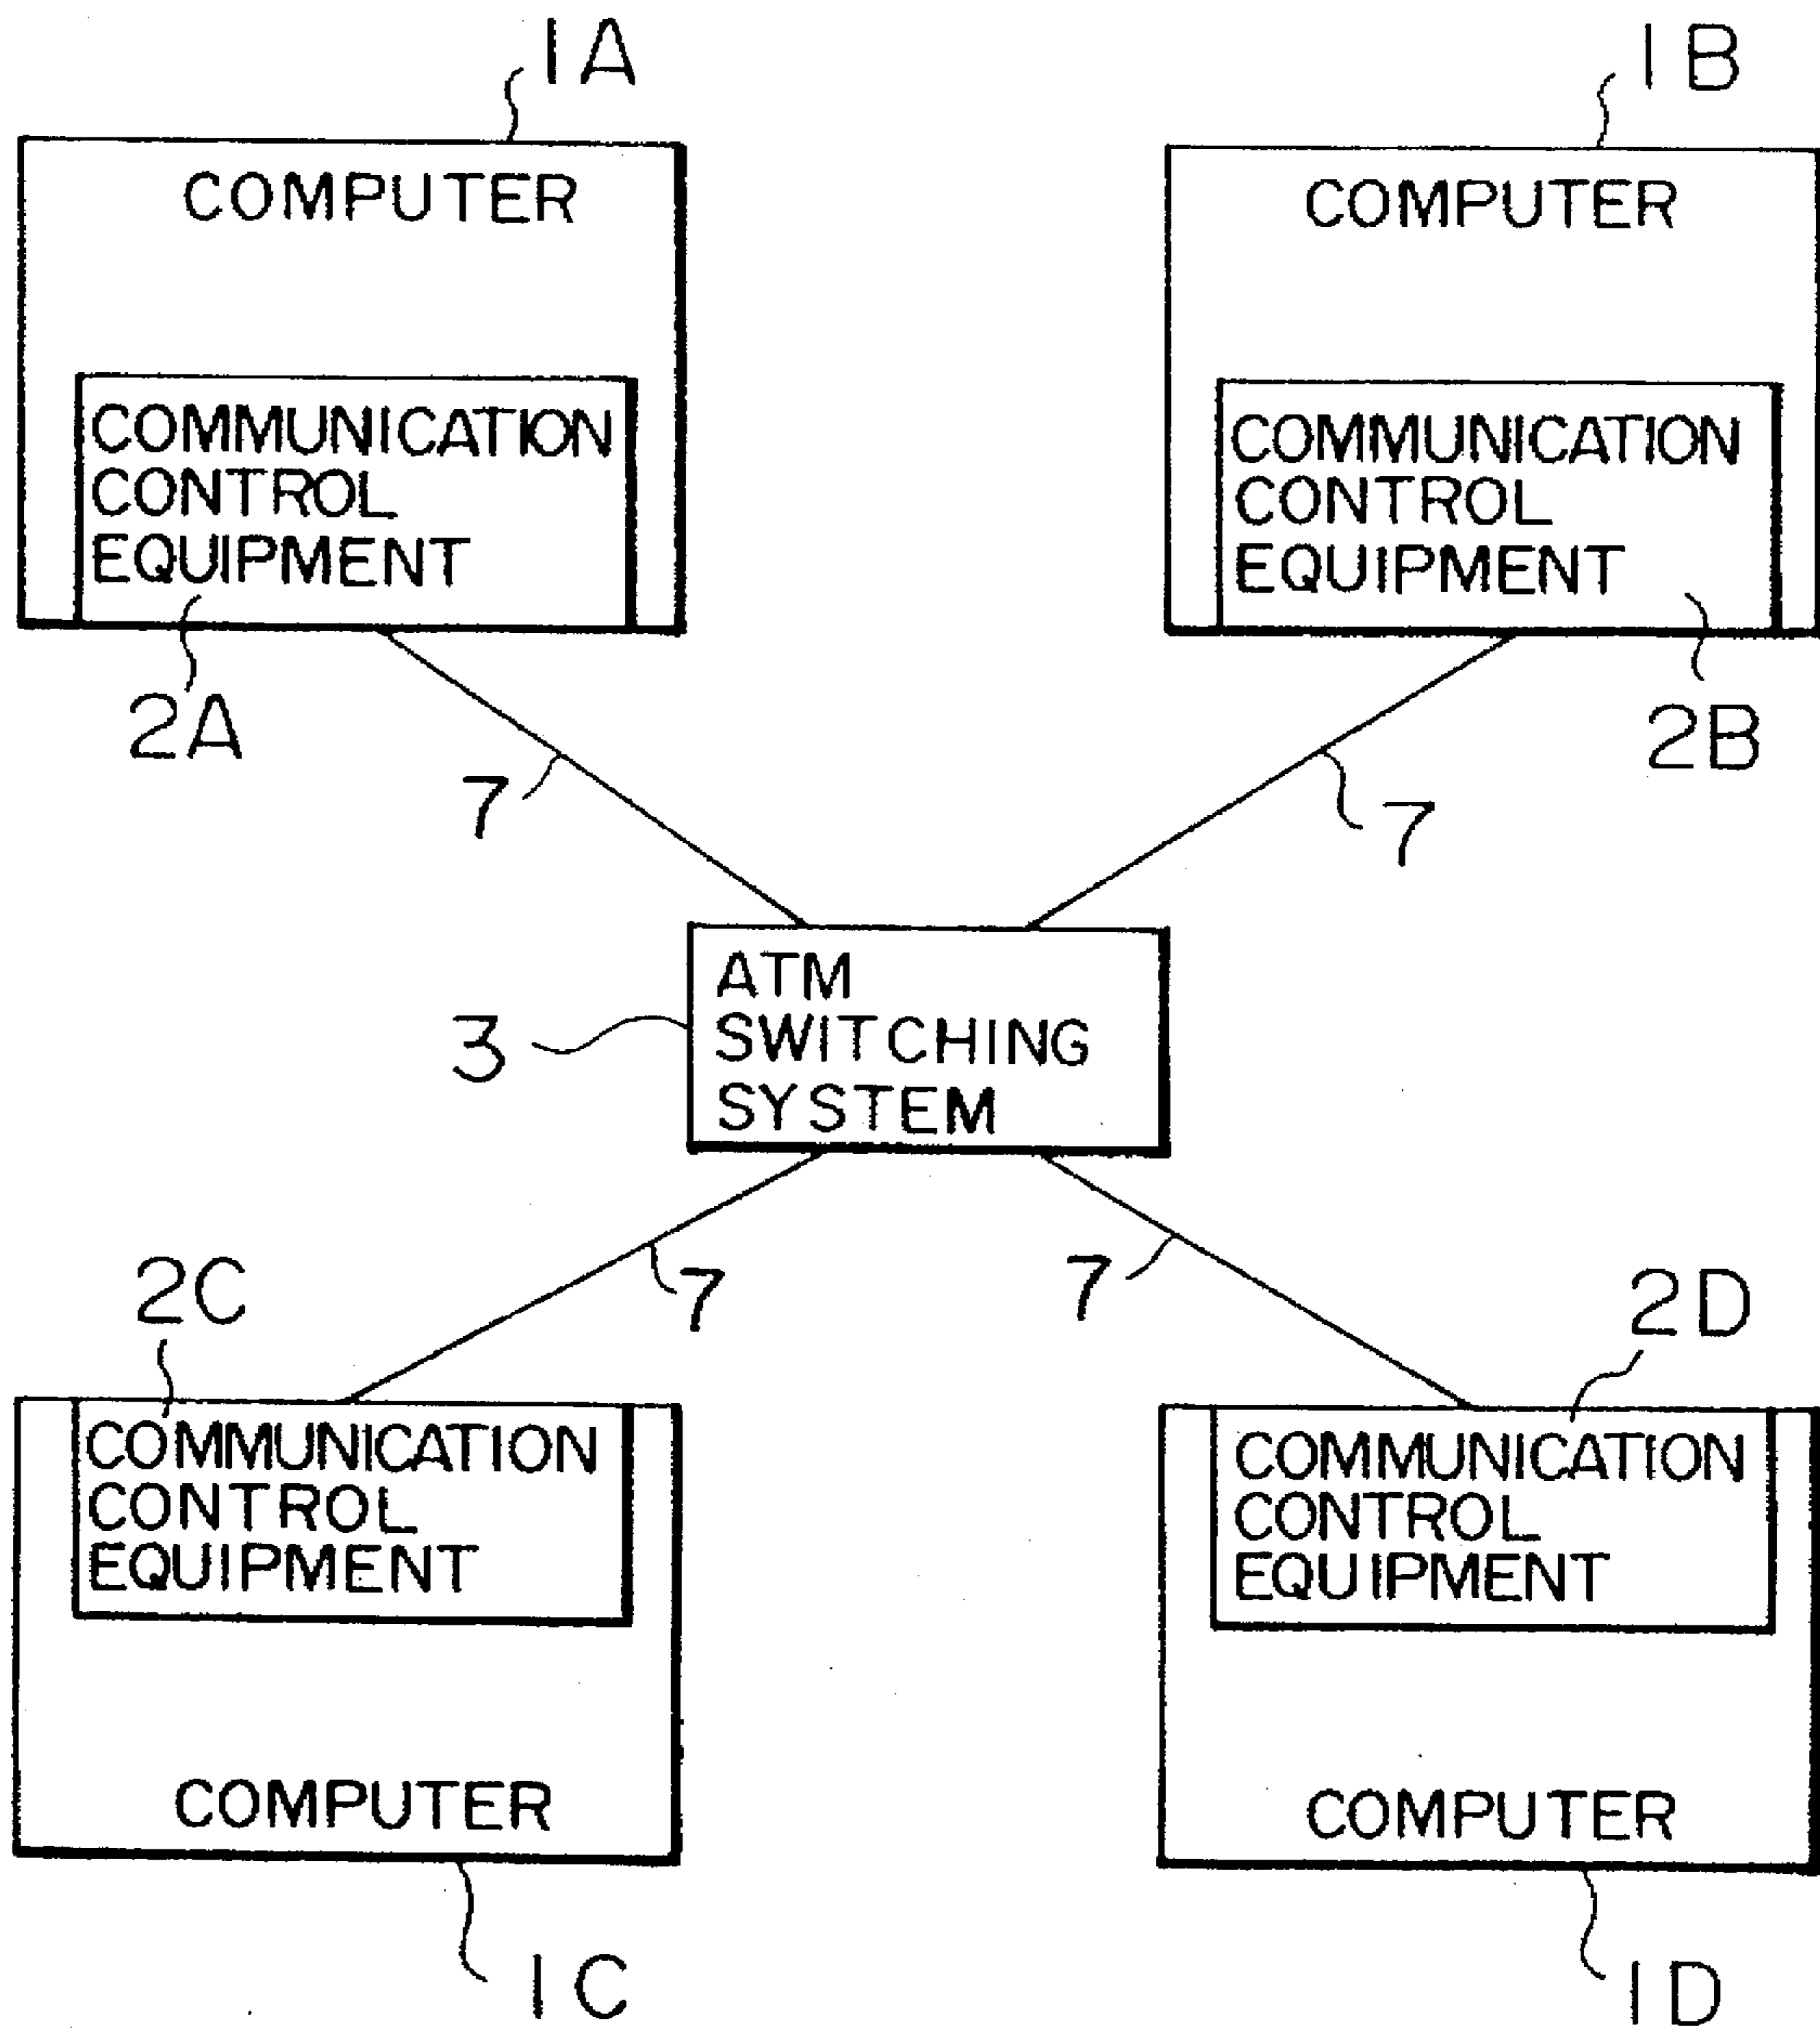 1A
1B
COMPUTER
COMPUTER
COMMUNICATION
CONTROL
EQUIPMENT
COMMUNICATION
CONTROL
EQUIPMENT
2A
2B
7
7
3
ATM
SWITCHING
SYSTEM
7
7
2C
2D
COMMUNICATION
CONTROL
EQUIPMENT
COMMUNICATION
CONTROL
EQUIPMENT
COMPUTER
COMPUTER
1C
1D